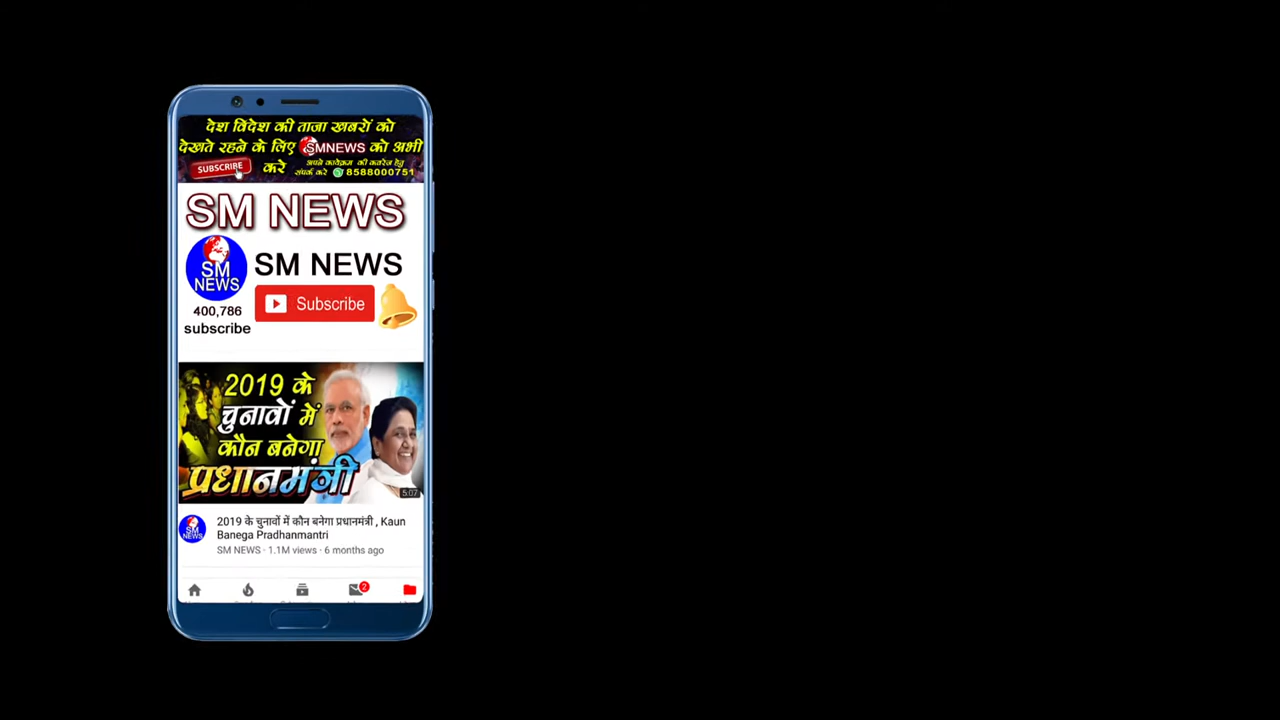 देश विदेश की ताजा खबरों को
देखते रहने के लिए SMNEWS को अभी
SUBSCRIBE करे अपने कार्यक्रम की कवरेज हेतु
संपर्क करे 8588000751
SM NEWS
SM NEWS
SM
NEWS
Subscribe
400,786
subscribe
2019 के
चुनावों में
कौन बनेगा
प्रधानमंत्री
5:07
SM
NEWS
2019 के चुनावों में कौन बनेगा प्रधानमंत्री , Kaun
Banega Pradhanmantri
SM NEWS · 1.1M views · 6 months ago
2